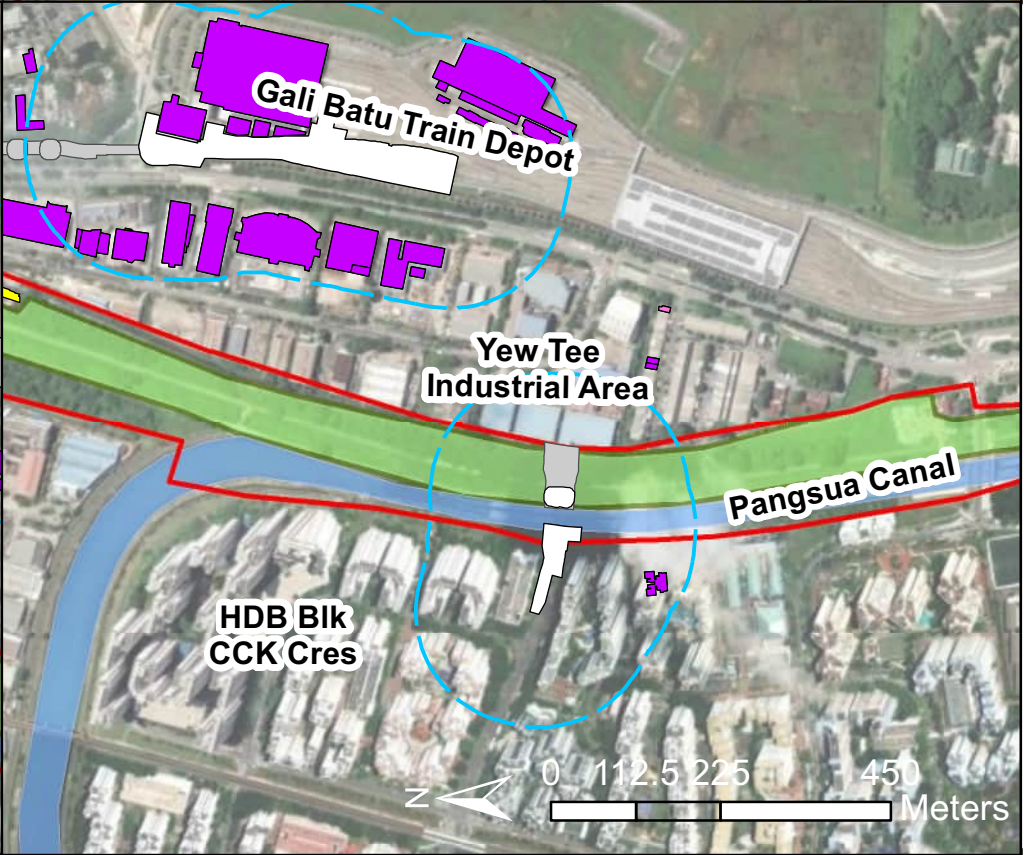 Gali Batu Train Depot
Yew Tee
Industrial Area
Pangsua Canal
HDB Blk
CCK Cres
N
0 112.5 225 450
Meters